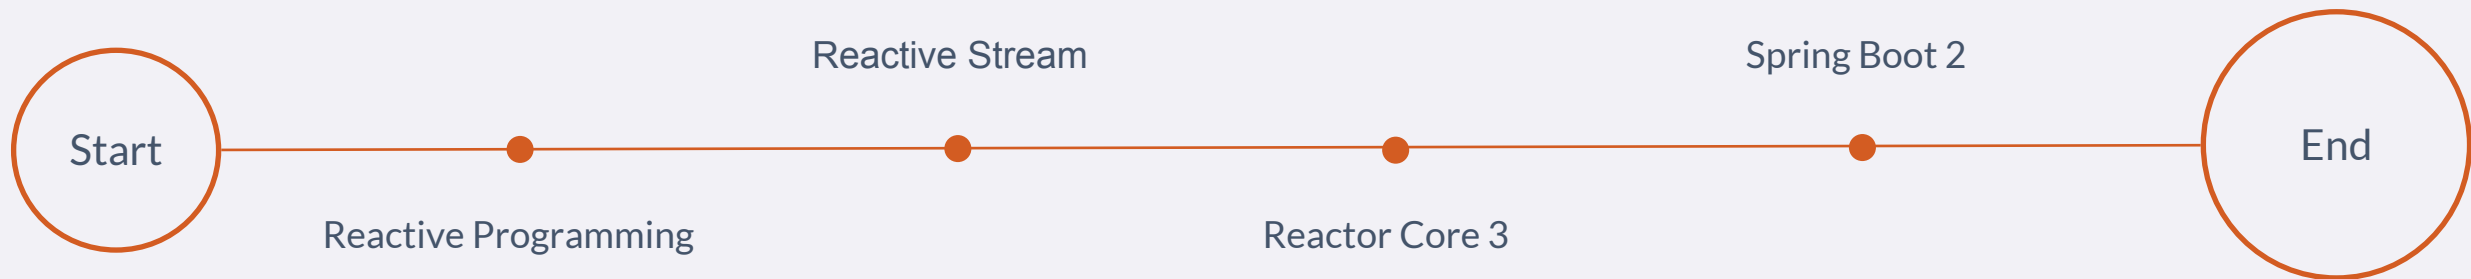 Start
Reactive Programming
Reactive Stream
Reactor Core 3
Spring Boot 2
End